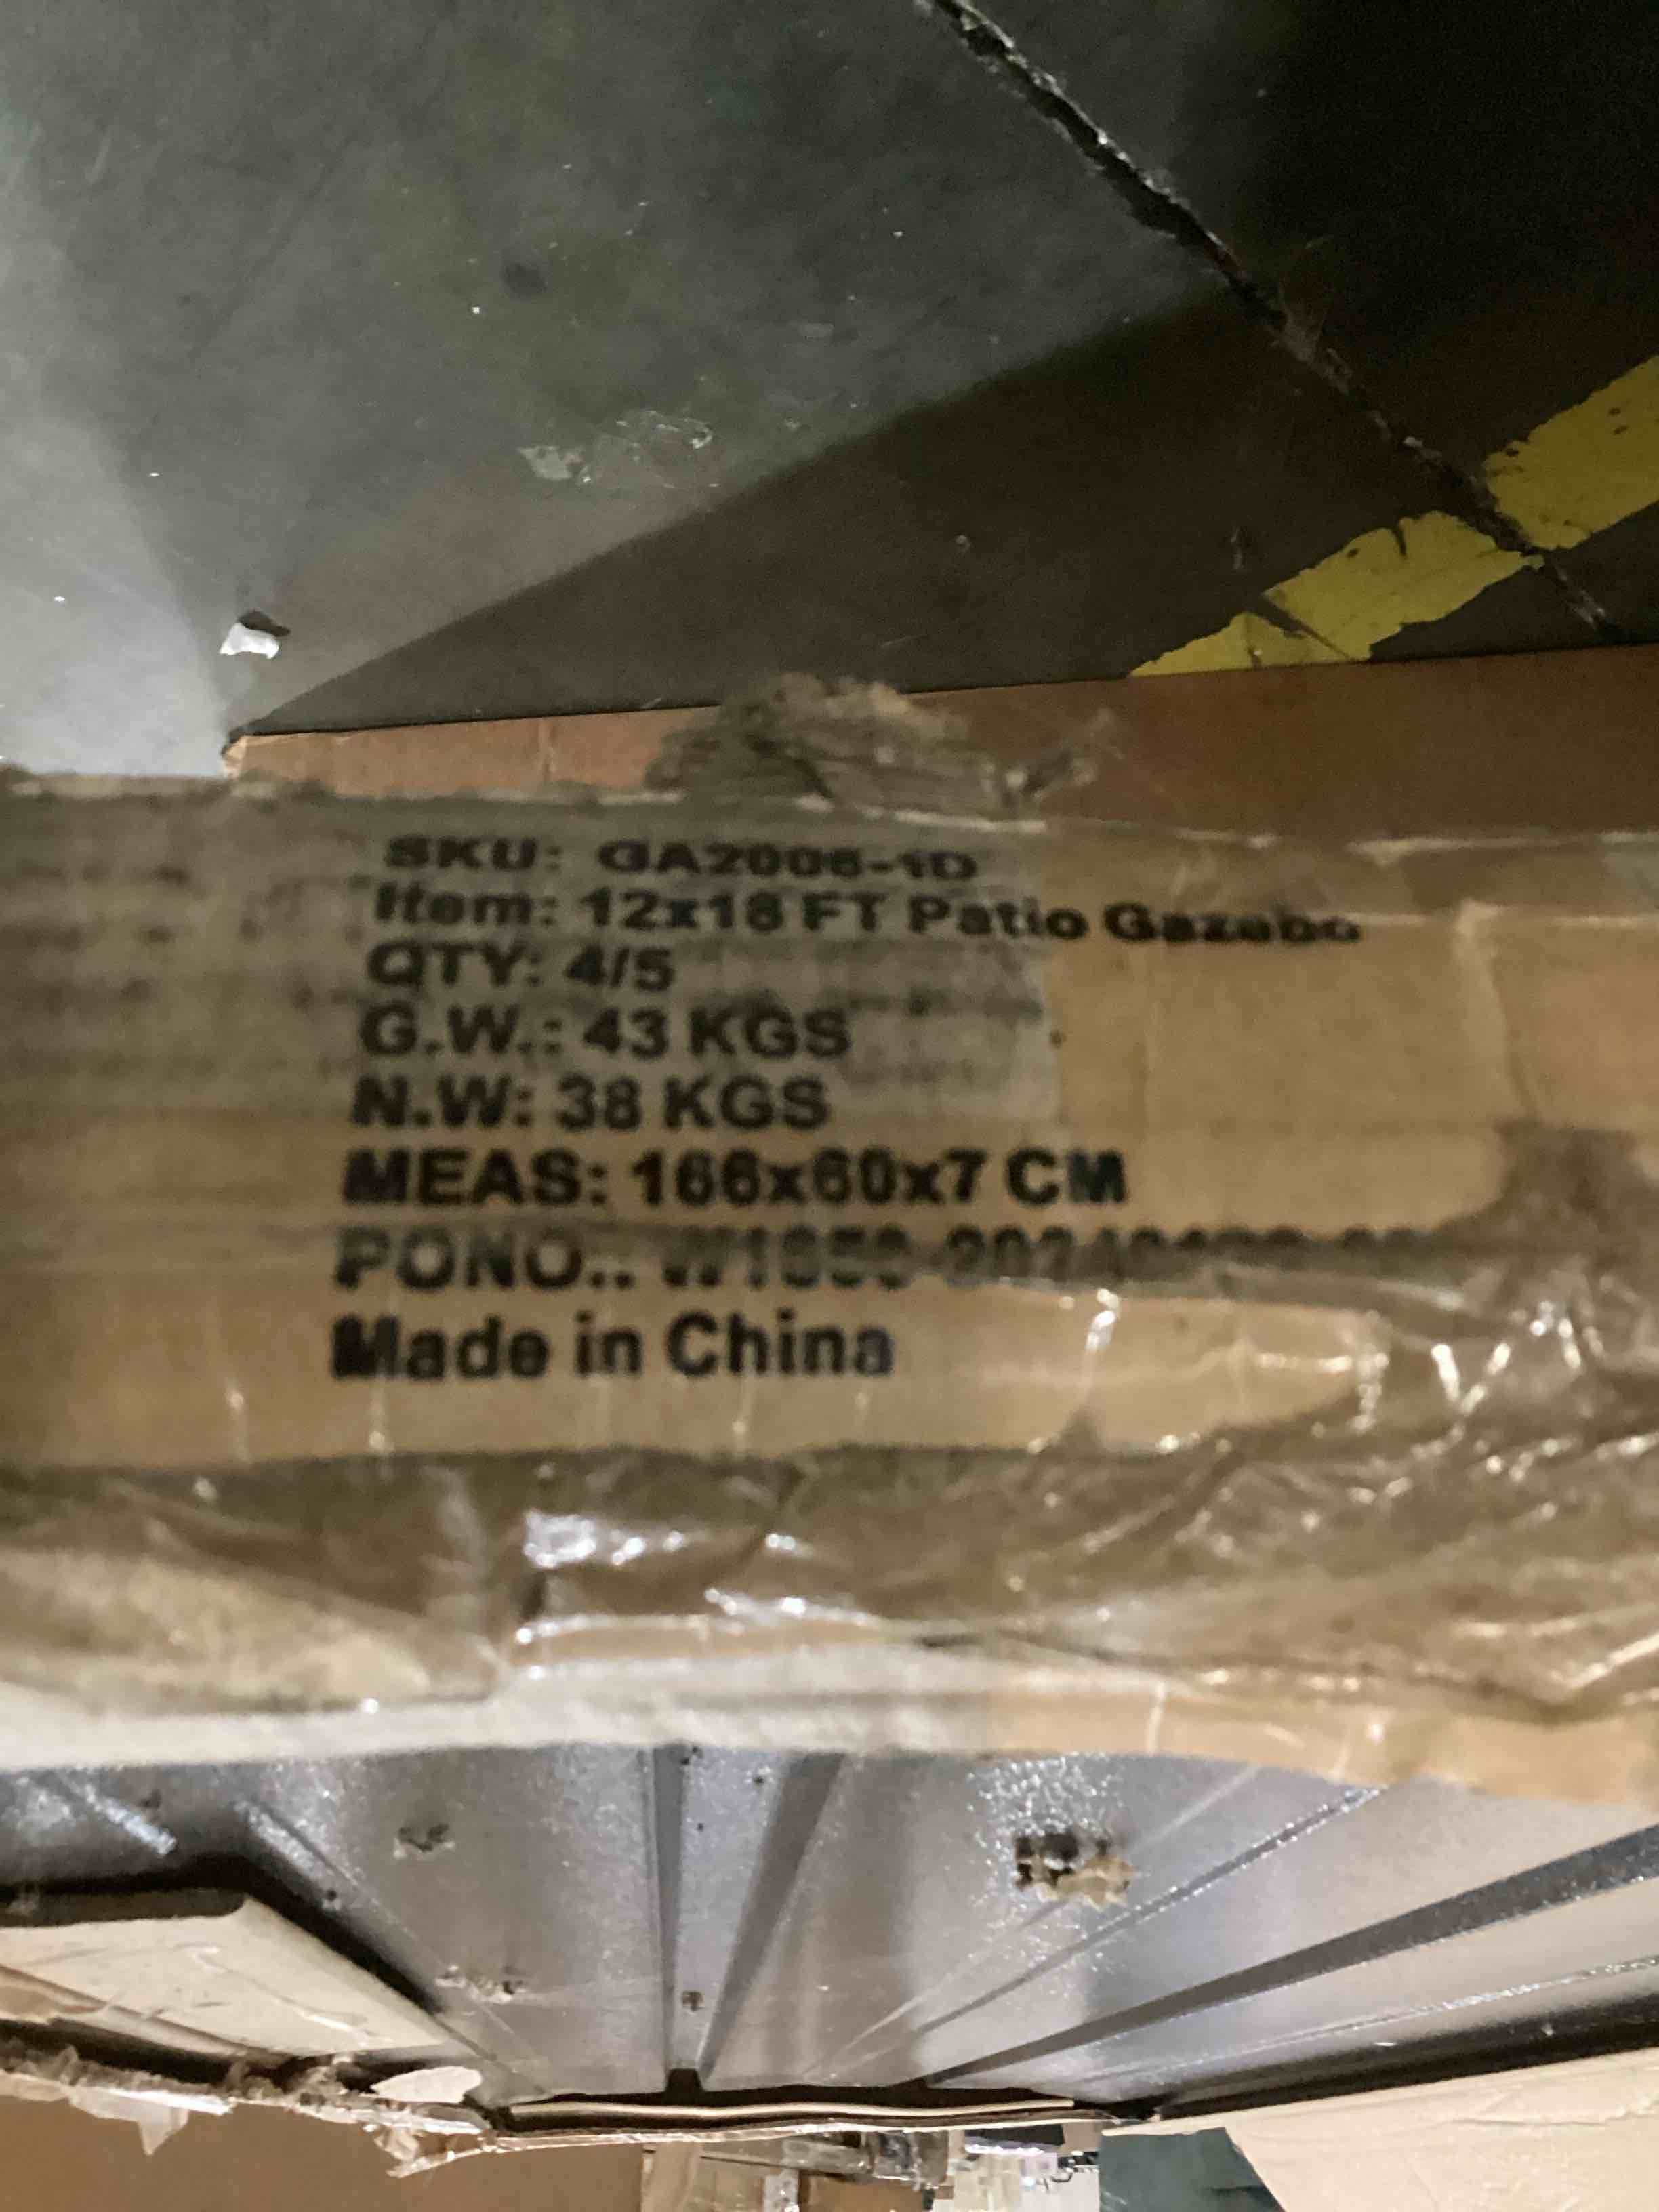 SKU: GA2006-1D
Item: 12x18 FT Patio Gazebo
QTY: 4/5
G.W.: 43 KGS
N.W: 38 KGS
MEAS: 166x60x7 CM
PONO.:
Made in China